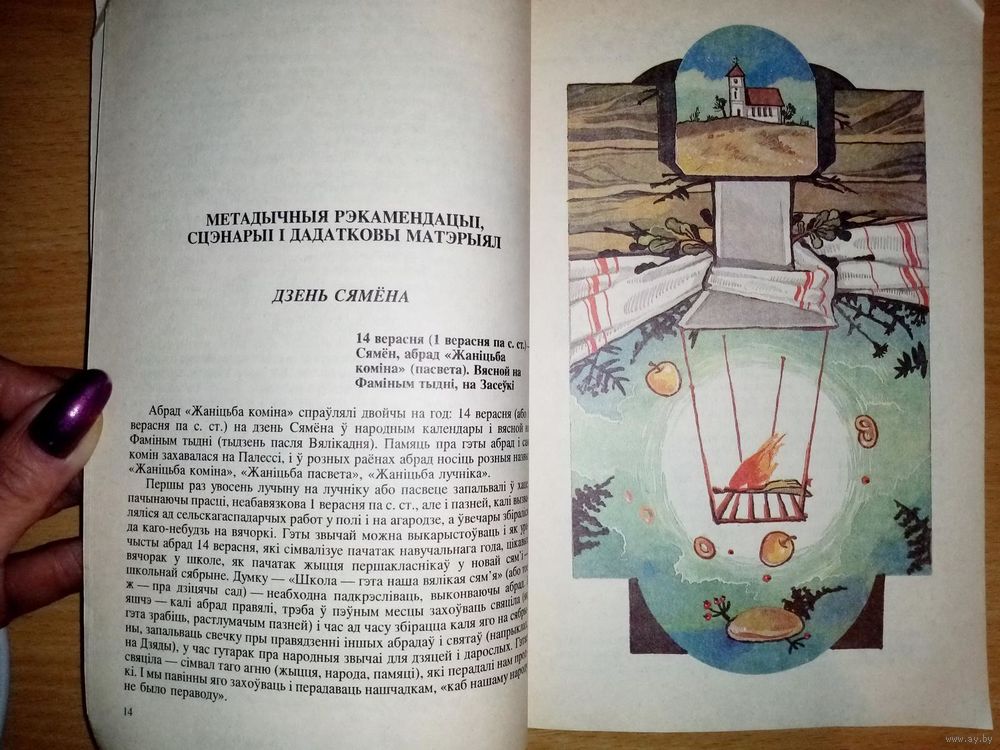 МЕТАДЫЧНЫЯ РЭКАМЕНДАЦЫІ,
СЦЭНАРЫІ І ДАДАТКОВЫ МАТЭРЫЯЛ
ДЗЕНЬ СЯМЁНА
14 верасня (1 верасня па с. ст.) –
Сямён, абрад «Жаніцьба
коміна» (пасвета). Вясной на
Фаміным тыдні, на Засеўкі
Абрад «Жаніцьба коміна» спраўлялі двойчы на год: 14 верасня (або
верасня па с. ст.) на дзень Сямёна ў народным календары і вясной на
Фаміным тыдні (тыдзень пасля Вялікадня). Памяць пра гэты абрад і
комін захавалася на Палессі, і ў розных раёнах абрад носіць розныя
«Жаніцьба коміна», «Жаніцьба пасвета», «Жаніцьба лучніка».
Першы раз увосень лучыну на лучніку або пасвеце запальвалі ў
пачынаючы прасці, неабавязкова 1 верасня па с. ст., але і пазней, калі
ляліся ад сельскагаспадарчых работ у полі і на агародзе, а ўвечары
да каго-небудзь на вячоркі. Гэты звычай можна выкарыстоўваць і як
чысты абрад 14 верасня, які сімвалізуе пачатак навучальнага года,
вячорак у школе, як пачатак жыцця першакласнікаў у новай сям'і –
школьнай сябрыне. Думку — «Школа — гэта наша вялікая сям'я» (або
ж — пра дзіцячы сад) — неабходна падкрэсліваць, выконваючы абрад.
яшчэ — калі абрад правялі, трэба ў пэўным месцы захоўваць свяціла
гэта зрабіць, растлумачым пазней) і час ад часу збірацца каля яго на
ны, запальваць свечку пры правядзенні іншых абрадаў і святаў
на Дзяды), у час гутарак пра народныя звычаі для дзяцей і дарослых.
свяціла — сімвал таго агню (жыцця, народа, памяці), які перадалі нам
кі. І мы павінны яго захоўваць і перадаваць нашчадкам, «каб нашаму
не было пераводу».
14
www.ay.by